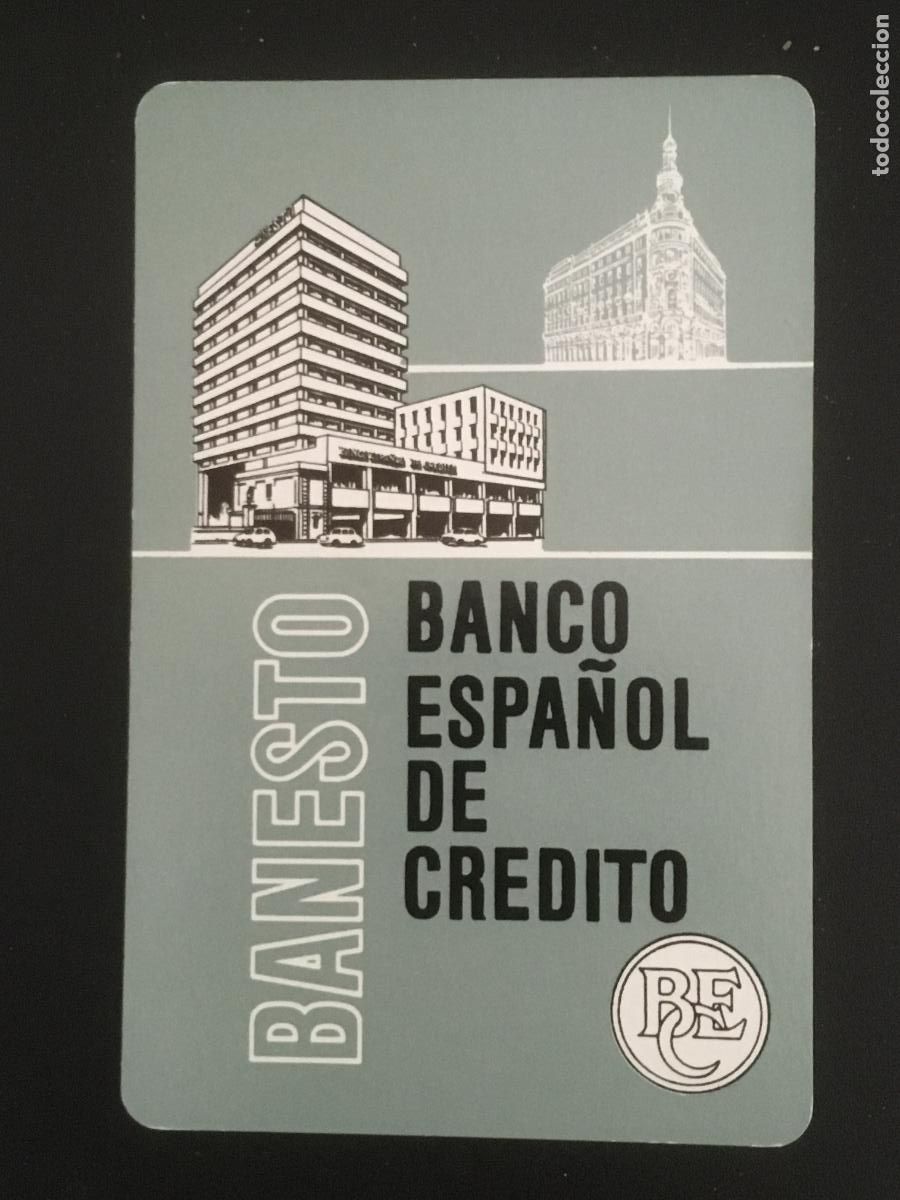 todocoleccion
BANESTO
BANCO
ESPAÑOL
DE
CREDITO
BEC